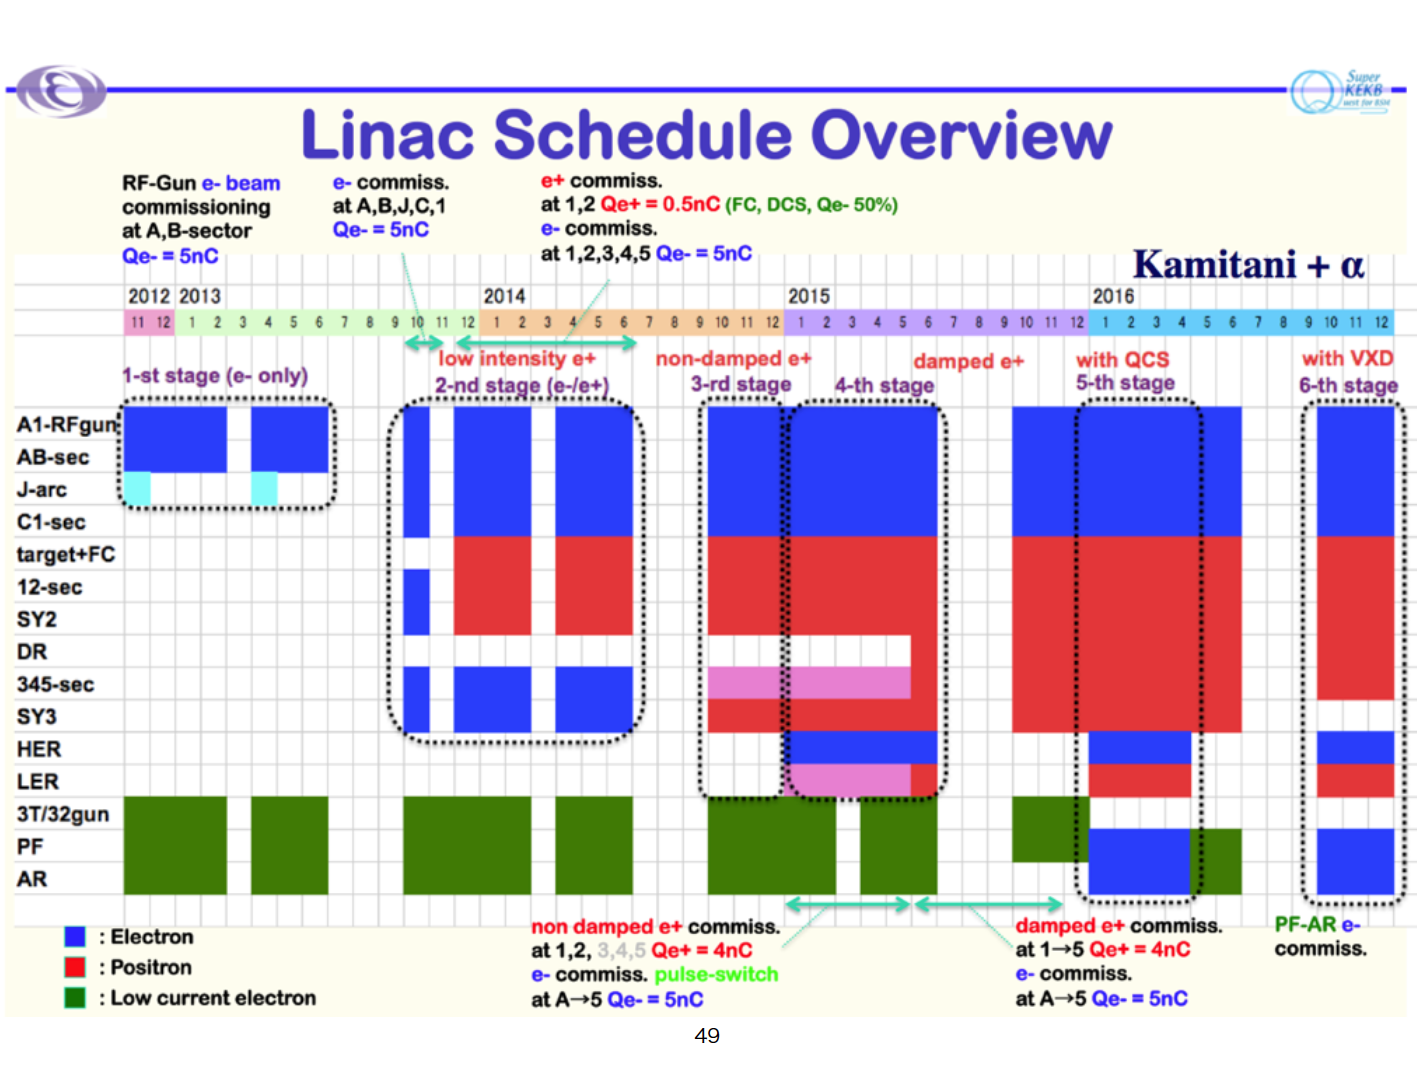 Super
KEKB
uest for BSM
Linac Schedule Overview
RF-Gun e- beam
commissioning
at A,B-sector
Qe- = 5nC
e- commiss.
at A,B,J,C,1
Qe- = 5nC
e+ commiss.
at 1,2 Qe+ = 0.5nC (FC, DCS, Qe- 50%)
e- commiss.
at 1,2,3,4,5 Qe- = 5nC
Kamitani + α
2012 2013 2014 2015 2016
11 12 1 2 3 4 5 6 7 8 9 10 11 12 1 2 3 4 5 6 7 8 9 10 11 12 1 2 3 4 5 6 7 8 9 10 11 12 1 2 3 4 5 6 7 8 9 10 11 12
1-st stage (e- only)
low intensity e+
2-nd stage (e-/e+)
non-damped e+
3-rd stage
4-th stage
damped e+
with QCS
5-th stage
with VXD
6-th stage
A1-RFgun
AB-sec
J-arc
C1-sec
target+FC
12-sec
SY2
DR
345-sec
SY3
HER
LER
3T/32gun
PF
AR
: Electron
: Positron
: Low current electron
non damped e+ commiss.
at 1,2, 3,4,5 Qe+ = 4nC
e- commiss. pulse-switch
at A→5 Qe- = 5nC
damped e+ commiss.
at 1→5 Qe+ = 4nC
e- commiss.
at A→5 Qe- = 5nC
PF-AR e-
commiss.
49